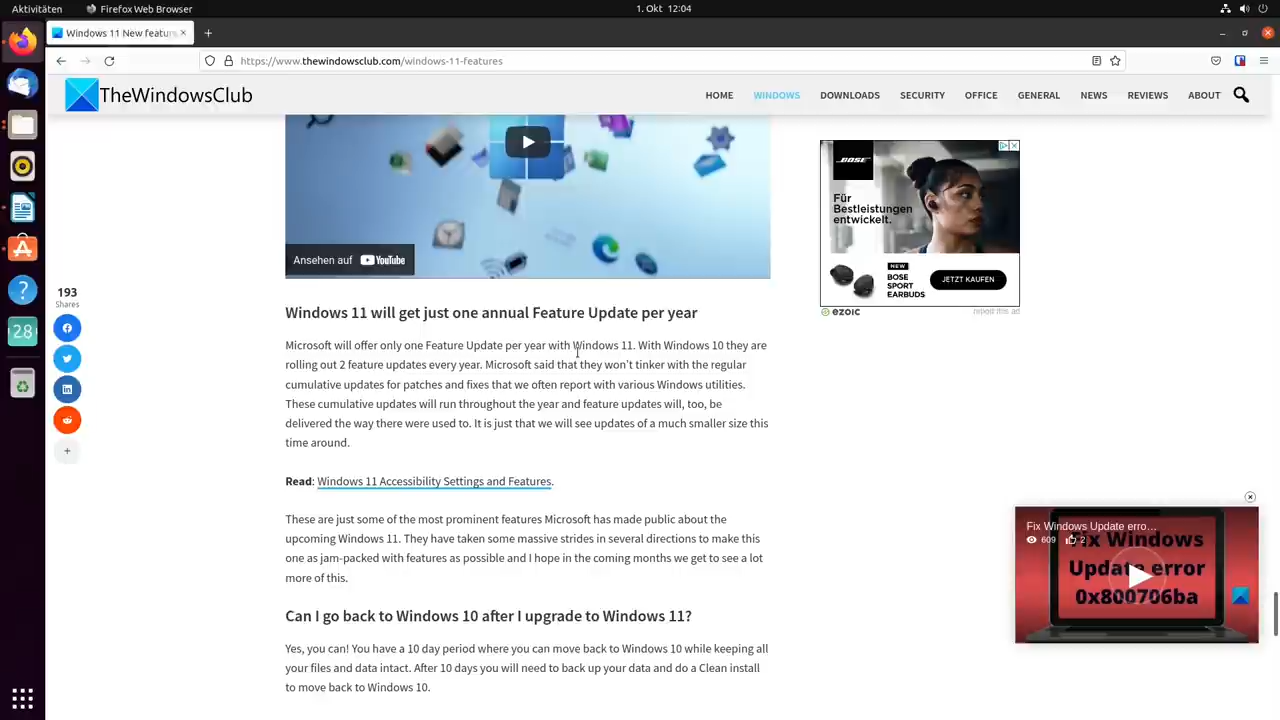 Aktivitäten
Firefox Web Browser
1. Okt 12:04
Windows 11 New featur
https://www.thewindowsclub.com/windows-11-features
TheWindowsClub
HOME WINDOWS DOWNLOADS SECURITY OFFICE GENERAL NEWS REVIEWS ABOUT
Ansehen auf YouTube
BOSE
Für
Bestleistungen
entwickelt.
NEW
BOSE
SPORT
EARBUDS
JETZT KAUFEN
ezoic
report this ad
193
Shares
28
Windows 11 will get just one annual Feature Update per year
Microsoft will offer only one Feature Update per year with Windows 11. With Windows 10 they are
rolling out 2 feature updates every year. Microsoft said that they won't tinker with the regular
cumulative updates for patches and fixes that we often report with various Windows utilities.
These cumulative updates will run throughout the year and feature updates will, too, be
delivered the way there were used to. It is just that we will see updates of a much smaller size this
time around.
Read: Windows 11 Accessibility Settings and Features.
These are just some of the most prominent features Microsoft has made public about the
upcoming Windows 11. They have taken some massive strides in several directions to make this
one as jam-packed with features as possible and I hope in the coming months we get to see a lot
more of this.
Can I go back to Windows 10 after I upgrade to Windows 11?
Yes, you can! You have a 10 day period where you can move back to Windows 10 while keeping all
your files and data intact. After 10 days you will need to back up your data and do a Clean install
to move back to Windows 10.
Fix Windows Update erro...
609 2
Fix Windows
Update error
0x800706ba